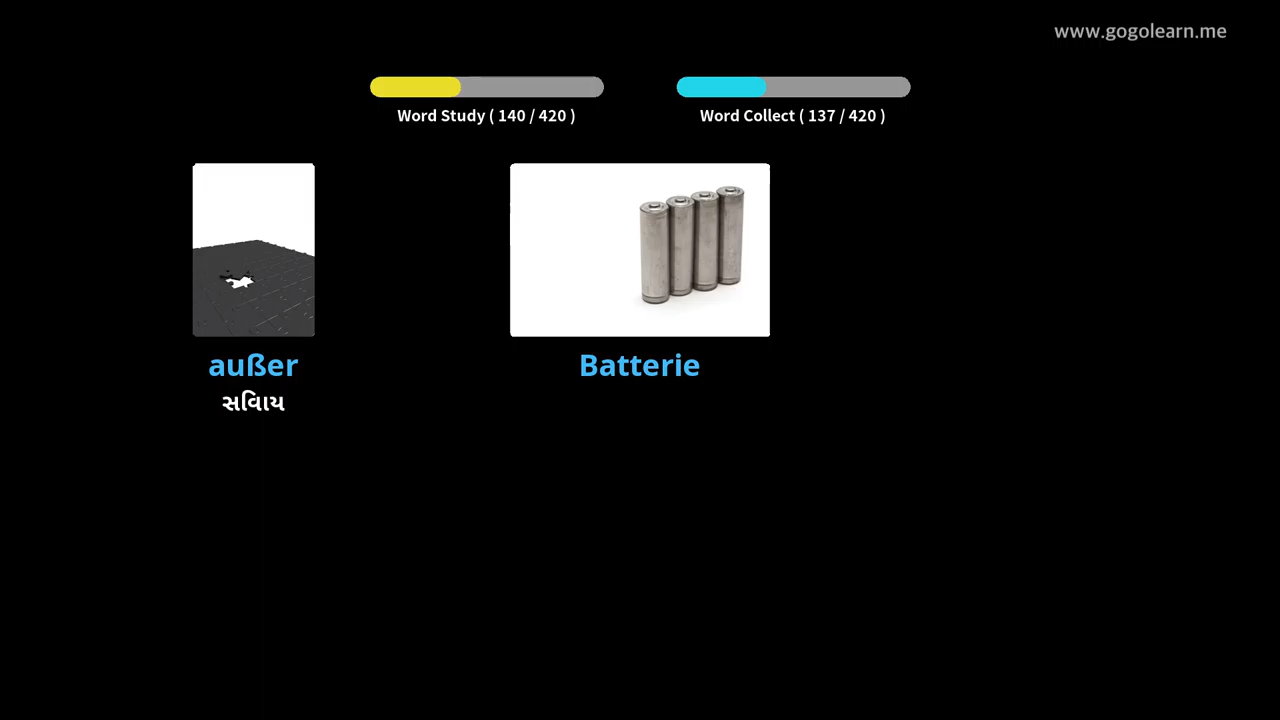 www.gogolearn.me
Word Study ( 140 / 420 )
Word Collect ( 137 / 420 )
außer
Batterie
સિવાય